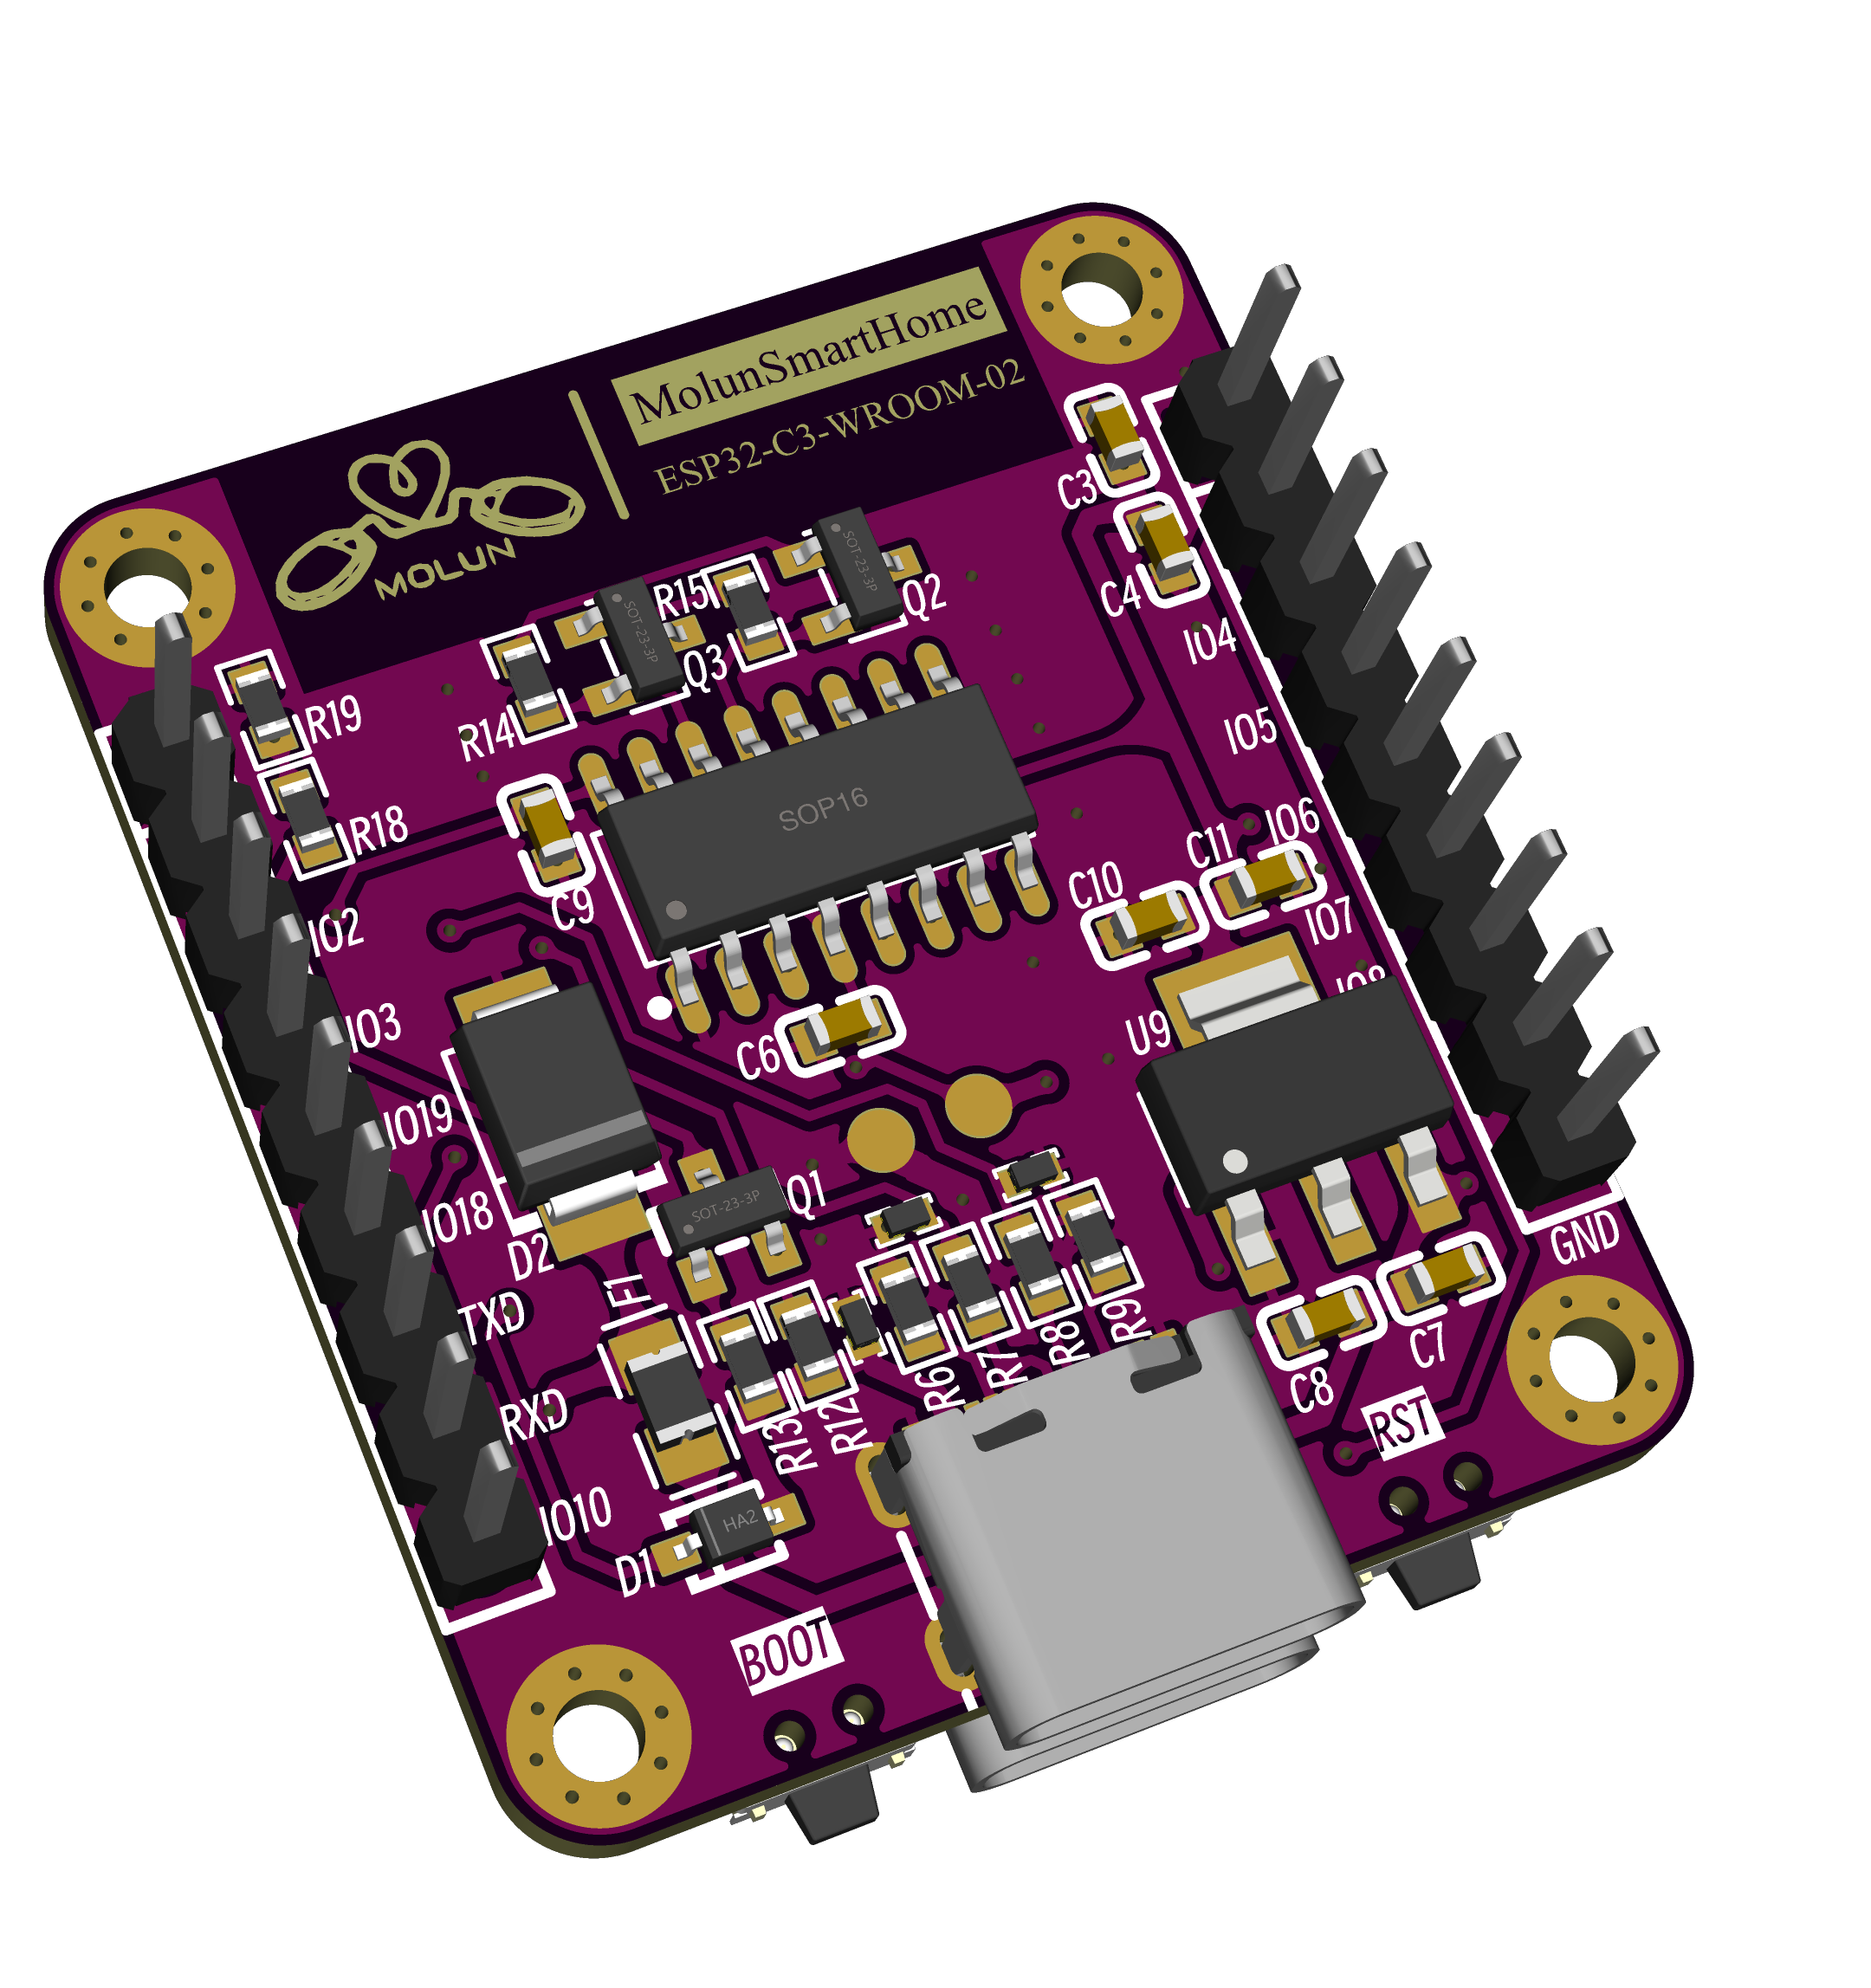 MolunSmartHome
ESP32-C3-WROOM-02
MOLUN
C3
C4
R15
Q2
Q3
R14
R19
R18
SOT-23-3P
SOT-23-3P
IO4
IO5
SOP16
C9
C10
C11
IO6
IO7
IO8
IO2
IO3
C6
U9
IO19
IO18
D2
SOT-23-3P
Q1
F1
TXD
RXD
IO10
R13
R12
R6
R7
R8
R9
GND
C7
C8
RST
HA2
D1
BOOT